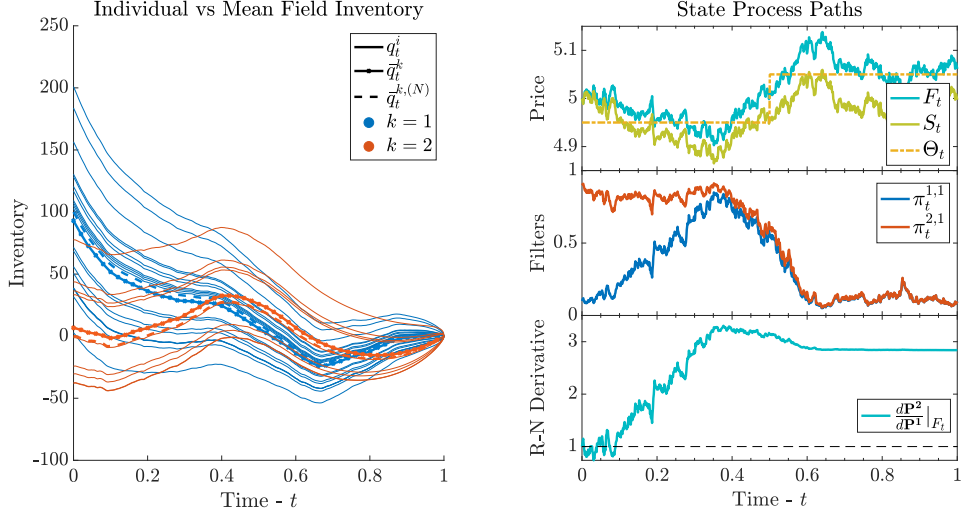 Individual vs Mean Field Inventory
250
200
150
100
50
0
-50
-100
Inventory
0
0.2
0.4
0.6
0.8
1
Time - t
q_t^i
q̄_t^k
q̄_t^{k,(N)}
k = 1
k = 2
State Process Paths
5.1
5
4.9
Price
F_t
S_t
Θ_t
1
1
0.5
0
Filters
π_t^{1,1}
π_t^{2,1}
3
2
1
R-N Derivative
dP²/dP¹|_{F_t}
0
0.2
0.4
0.6
0.8
1
Time - t